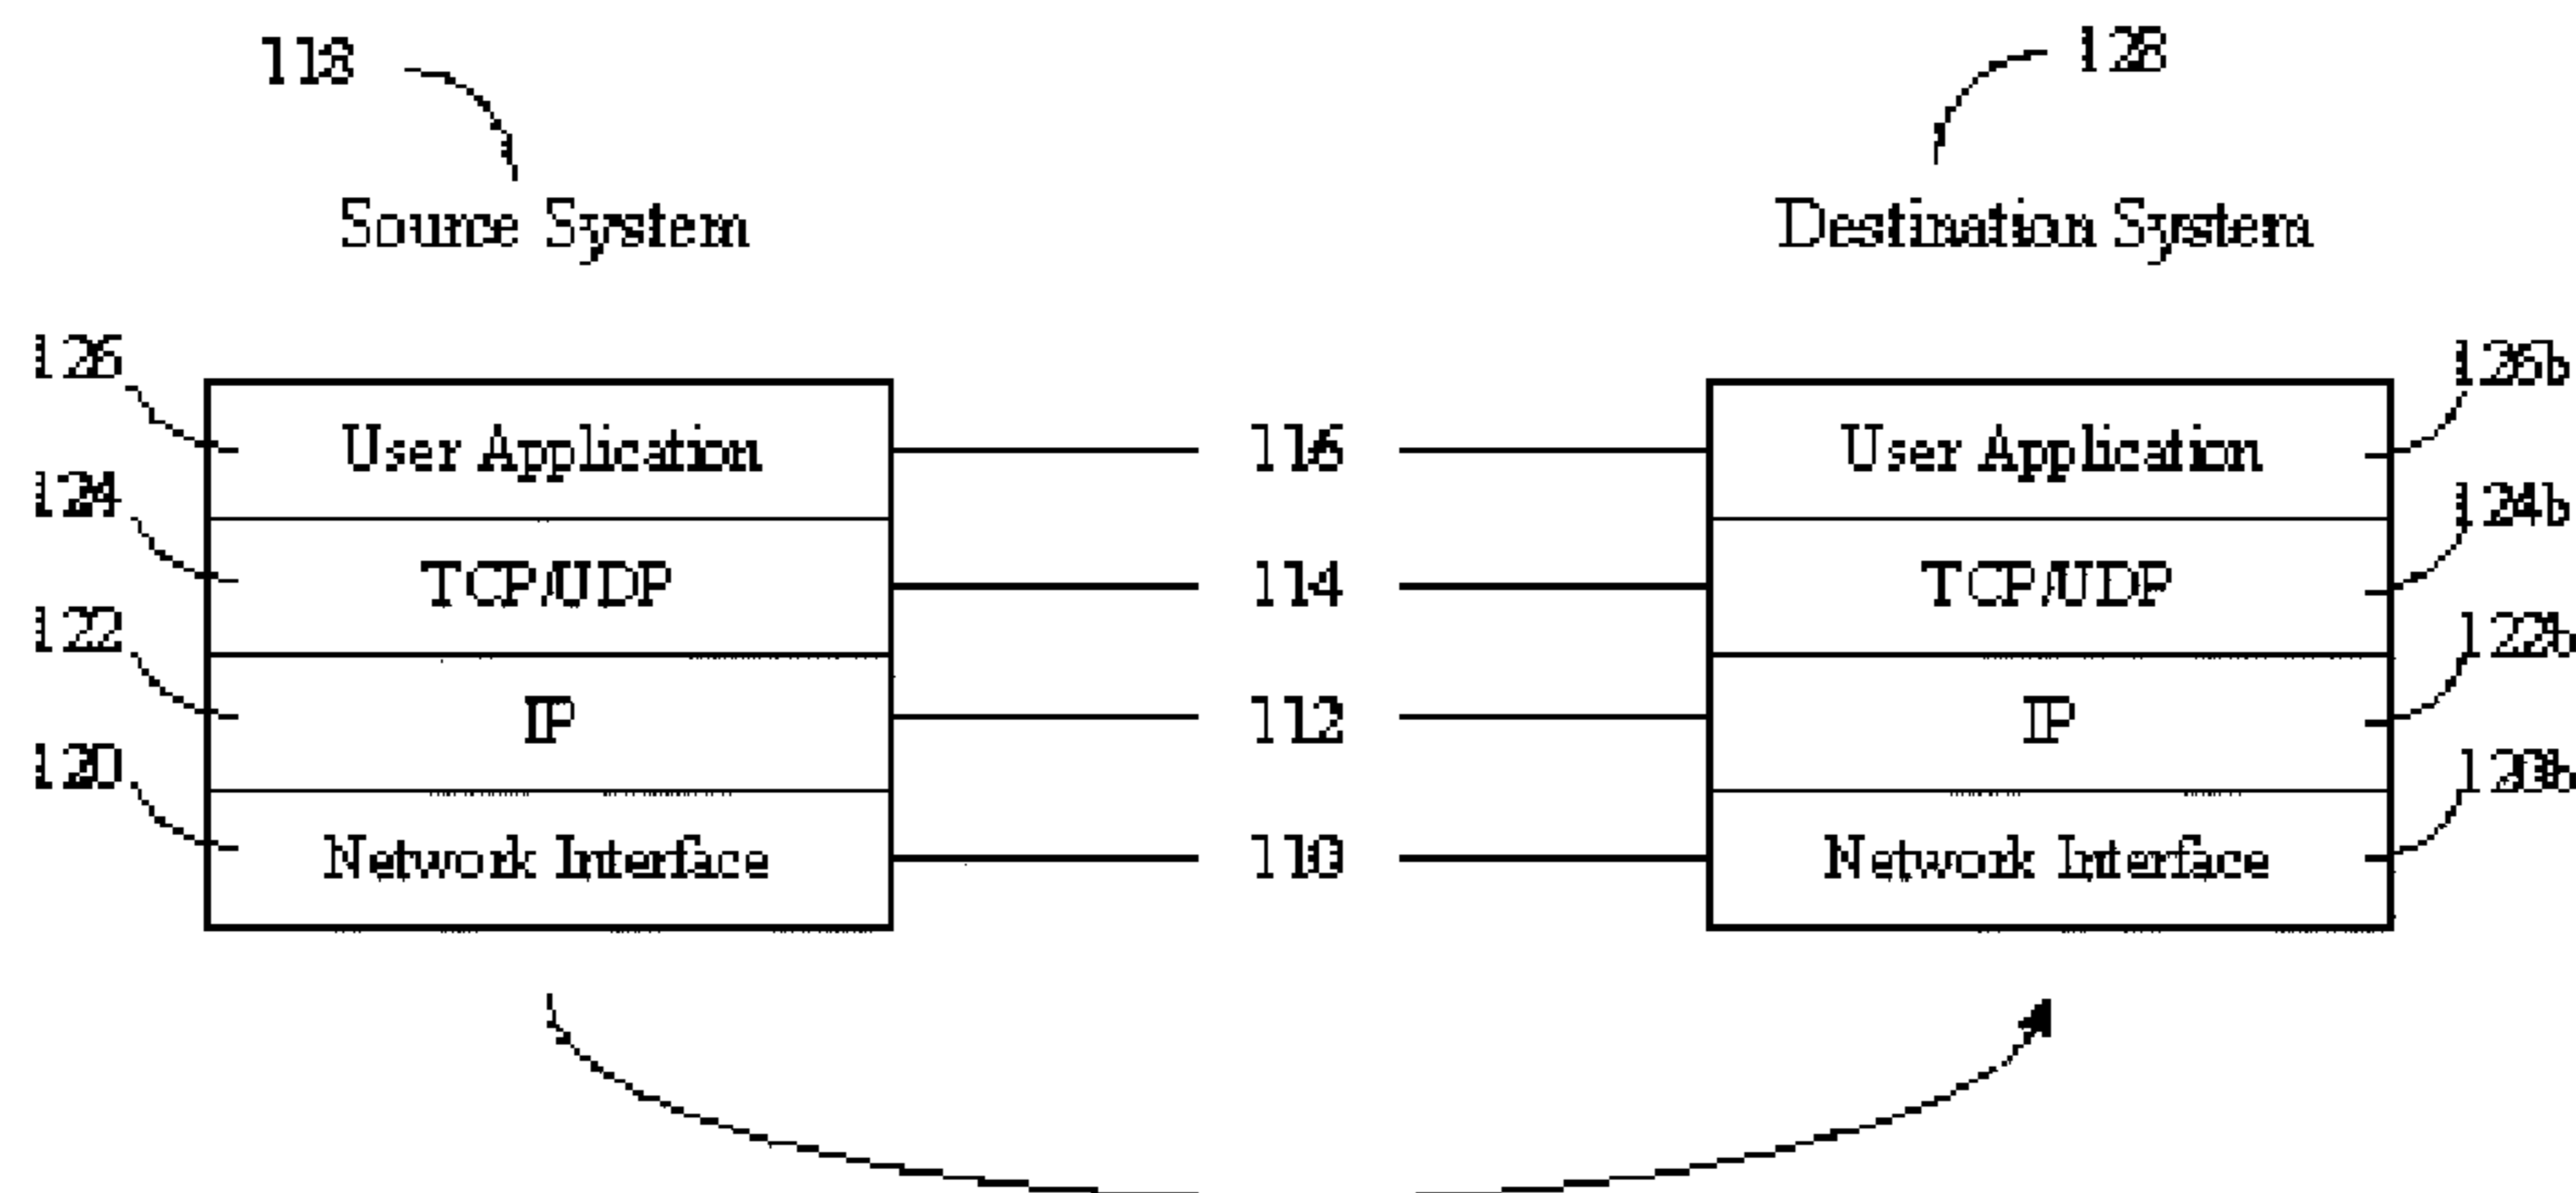 118 128
Source System Destination System
126 126b
User Application 116 User Application
124 124b
TCP/UDP 114 TCP/UDP
122 122b
IP 112 IP
120 120b
Network Interface 110 Network Interface